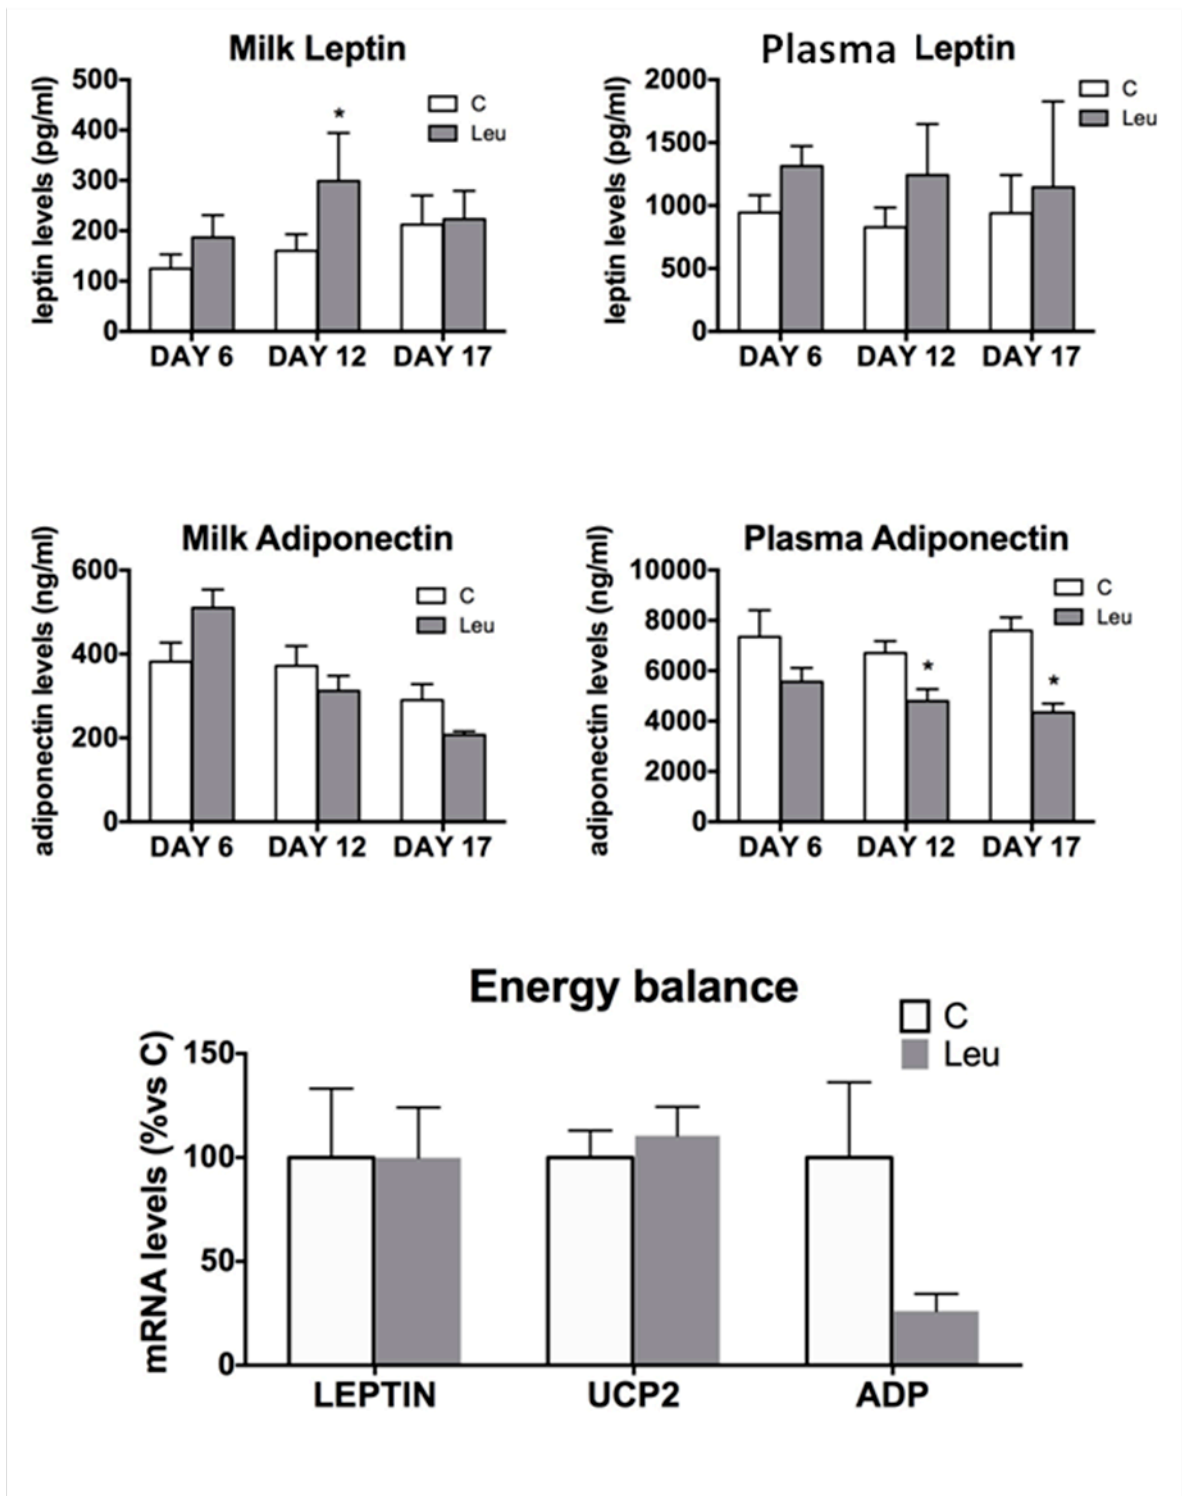 Milk Leptin
leptin levels (pg/ml)
500
400
300
200
100
0
*
C
Leu
DAY 6 DAY 12 DAY 17
Plasma Leptin
leptin levels (pg/ml)
2000
1500
1000
500
0
C
Leu
DAY 6 DAY 12 DAY 17
Milk Adiponectin
adiponectin levels (ng/ml)
600
400
200
0
C
Leu
DAY 6 DAY 12 DAY 17
Plasma Adiponectin
adiponectin levels (ng/ml)
10000
8000
6000
4000
2000
0
C
Leu
*
*
DAY 6 DAY 12 DAY 17
Energy balance
mRNA levels (%vs C)
150
100
50
0
C
Leu
LEPTIN UCP2 ADP